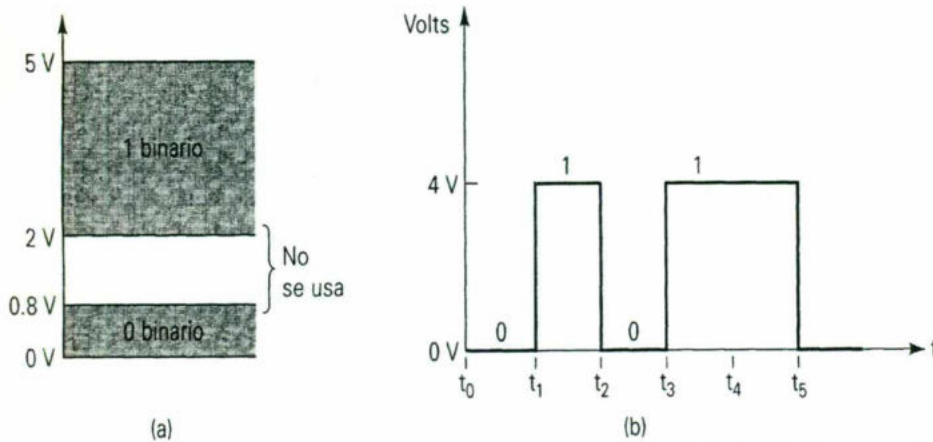 5 V
1 binario
2 V
No
se usa
0.8 V
0 binario
0 V
(a)
Volts
1
1
4 V
0
0
0 V
t
t0
t1
t2
t3
t4
t5
(b)